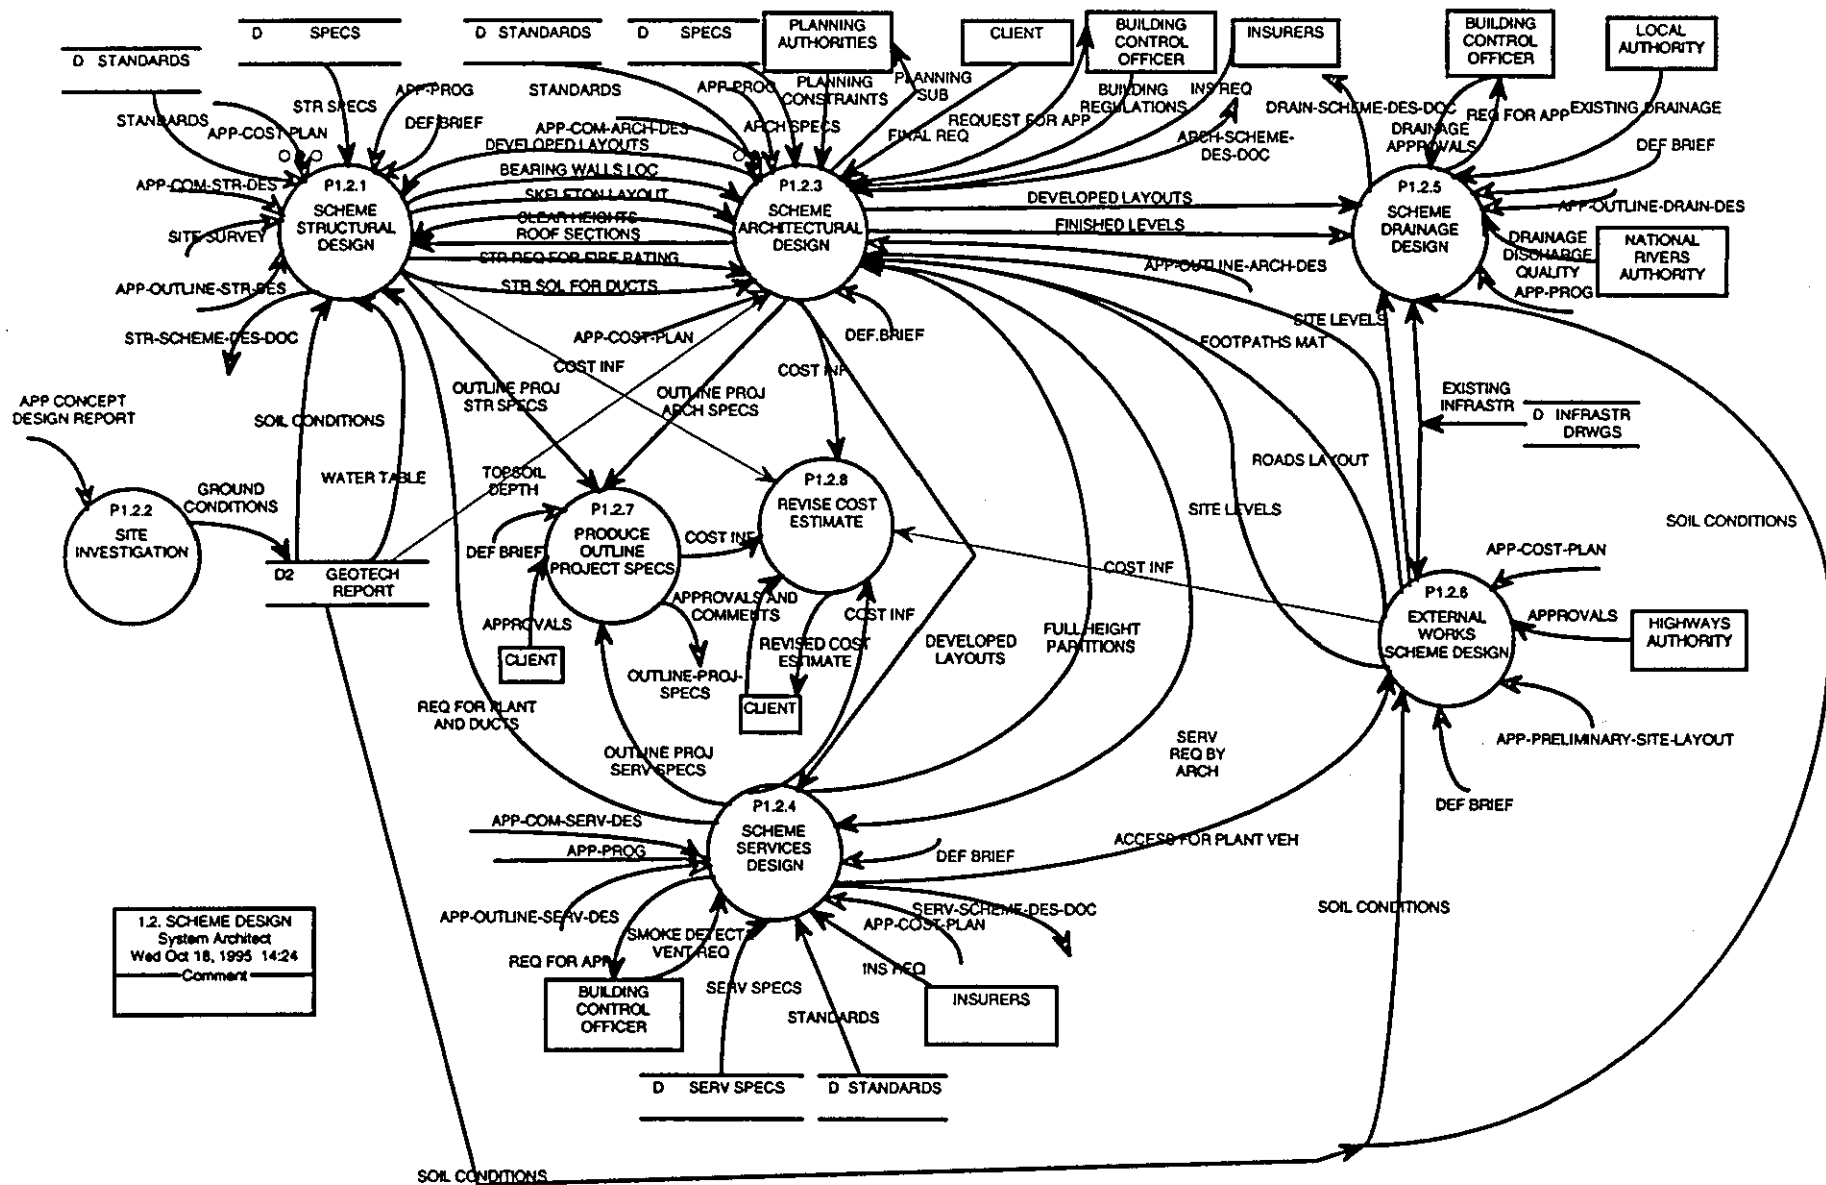 D SPECS
D STANDARDS
D SPECS
PLANNING
AUTHORITIES
CLIENT
BUILDING
CONTROL
OFFICER
INSURERS
BUILDING
CONTROL
OFFICER
LOCAL
AUTHORITY
D STANDARDS
STANDARDS
APP-COST-PLAN
STR SPECS
APP-PROG
DEF BRIEF
STANDARDS
APP-COM-ARCH-DES
APP PROG
ARCH SPECS
PLANNING
CONSTRAINTS
PLANNING
SUB
FINAL REQ
REQUEST FOR APP
BUILDING
REGULATIONS
INS REQ
ARCH-SCHEME-
DES-DOC
DRAIN-SCHEME-DES-DOC
DRAINAGE
APPROVALS
REQ FOR APP
EXISTING DRAINAGE
DEF BRIEF
APP-COM-STR-DES
SITE SURVEY
APP-OUTLINE-STR-DES
STR-SCHEME-DES-DOC
P1.2.1
SCHEME
STRUCTURAL
DESIGN
DEVELOPED LAYOUTS
BEARING WALLS LOC
SKELETON LAYOUT
CLEAR HEIGHTS
ROOF SECTIONS
STR REQ FOR FIRE RATING
STR SOL FOR DUCTS
P1.2.3
SCHEME
ARCHITECTURAL
DESIGN
DEVELOPED LAYOUTS
FINISHED LEVELS
APP-OUTLINE-ARCH-DES
P1.2.5
SCHEME
DRAINAGE
DESIGN
APP-OUTLINE-DRAIN-DES
DRAINAGE
DISCHARGE
QUALITY
APP-PROG
NATIONAL
RIVERS
AUTHORITY
APP-COST-PLAN
DEF.BRIEF
SITE LEVELS
FOOTPATHS MAT
COST INF
COST INF
OUTLINE PROJ
STR SPECS
OUTLINE PROJ
ARCH SPECS
EXISTING
INFRASTR
D INFRASTR
DRWGS
APP CONCEPT
DESIGN REPORT
SOIL CONDITIONS
WATER TABLE
TOPSOIL
DEPTH
ROADS LAYOUT
SITE LEVELS
SOIL CONDITIONS
P1.2.2
SITE
INVESTIGATION
GROUND
CONDITIONS
D2 GEOTECH
REPORT
P1.2.7
PRODUCE
OUTLINE
PROJECT SPECS
DEF BRIEF
COST INF
P1.2.8
REVISE COST
ESTIMATE
COST INF
APPROVALS
CLIENT
APPROVALS AND
COMMENTS
OUTLINE-PROJ-
SPECS
REVISED COST
ESTIMATE
CLIENT
COST INF
DEVELOPED
LAYOUTS
FULL HEIGHT
PARTITIONS
P1.2.6
EXTERNAL
WORKS
SCHEME DESIGN
APP-COST-PLAN
APPROVALS
HIGHWAYS
AUTHORITY
APP-PRELIMINARY-SITE-LAYOUT
DEF BRIEF
REQ FOR PLANT
AND DUCTS
OUTLINE PROJ
SERV SPECS
SERV
REQ BY
ARCH
ACCESS FOR PLANT VEH
P1.2.4
SCHEME
SERVICES
DESIGN
APP-COM-SERV-DES
APP-PROG
APP-OUTLINE-SERV-DES
DEF BRIEF
SERV-SCHEME-DES-DOC
APP-COST-PLAN
INS REQ
INSURERS
SOIL CONDITIONS
REQ FOR APP
VENT REQ
BUILDING
CONTROL
OFFICER
SERV SPECS
STANDARDS
D SERV SPECS
D STANDARDS
1.2. SCHEME DESIGN
System Architect
Wed Oct 18, 1995 14:24
Comment
SOIL CONDITIONS